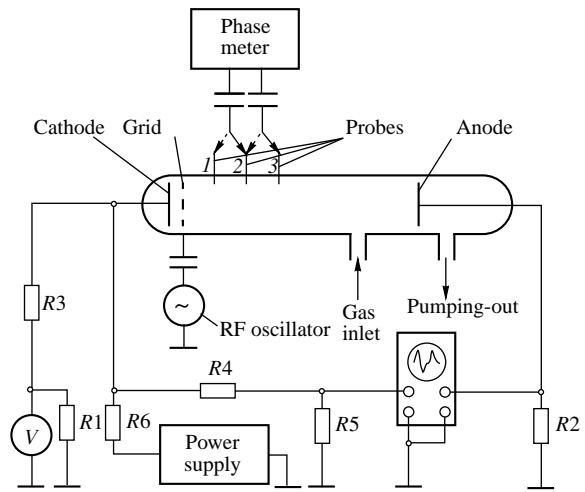 Phase
meter
Cathode Grid
Probes
Anode
1 2 3
R3
RF oscillator
Gas
inlet
Pumping-out
~
R4
V
R1
R6
Power
supply
R5
R2